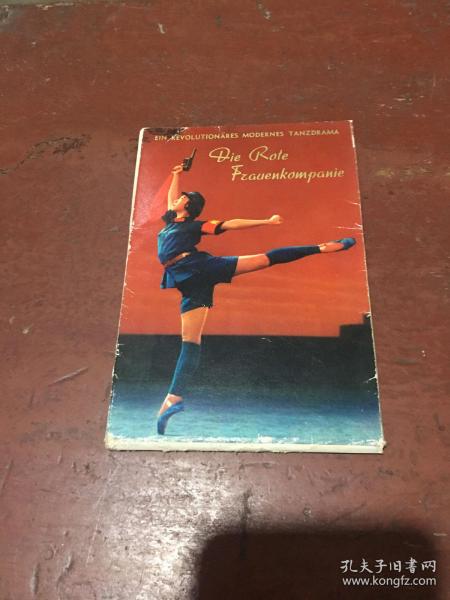 EIN REVOLUTIONÄRES MODERNES TANZDRAMA
Die Rote
Frauenkompanie
孔夫子旧书网
www.kongfz.com